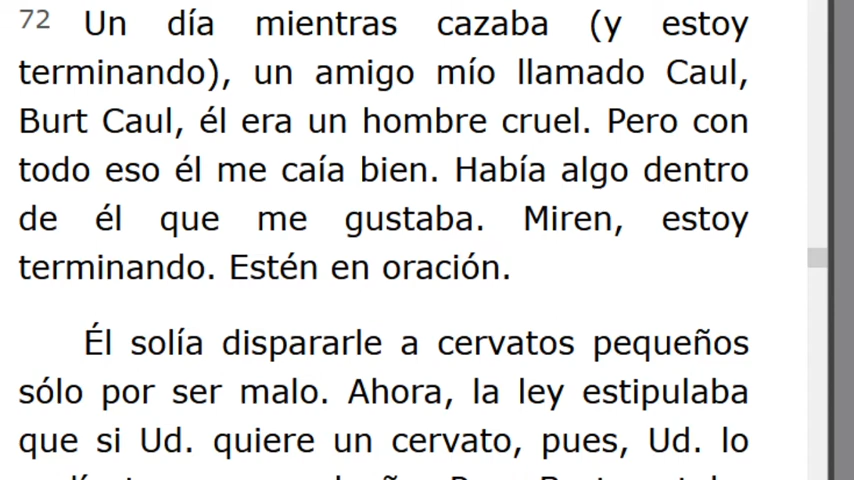 72 Un día mientras cazaba (y estoy
terminando), un amigo mío llamado Caul,
Burt Caul, él era un hombre cruel. Pero con
todo eso él me caía bien. Había algo dentro
de él que me gustaba. Miren, estoy
terminando. Estén en oración.
Él solía dispararle a cervatos pequeños
sólo por ser malo. Ahora, la ley estipulaba
que si Ud. quiere un cervato, pues, Ud. lo